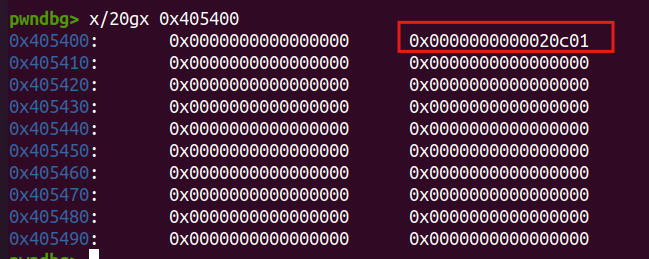 pwndbg> x/20gx 0x405400
0x405400: 0x0000000000000000 0x0000000000020c01
0x405410: 0x0000000000000000 0x0000000000000000
0x405420: 0x0000000000000000 0x0000000000000000
0x405430: 0x0000000000000000 0x0000000000000000
0x405440: 0x0000000000000000 0x0000000000000000
0x405450: 0x0000000000000000 0x0000000000000000
0x405460: 0x0000000000000000 0x0000000000000000
0x405470: 0x0000000000000000 0x0000000000000000
0x405480: 0x0000000000000000 0x0000000000000000
0x405490: 0x0000000000000000 0x0000000000000000
pwndbg>